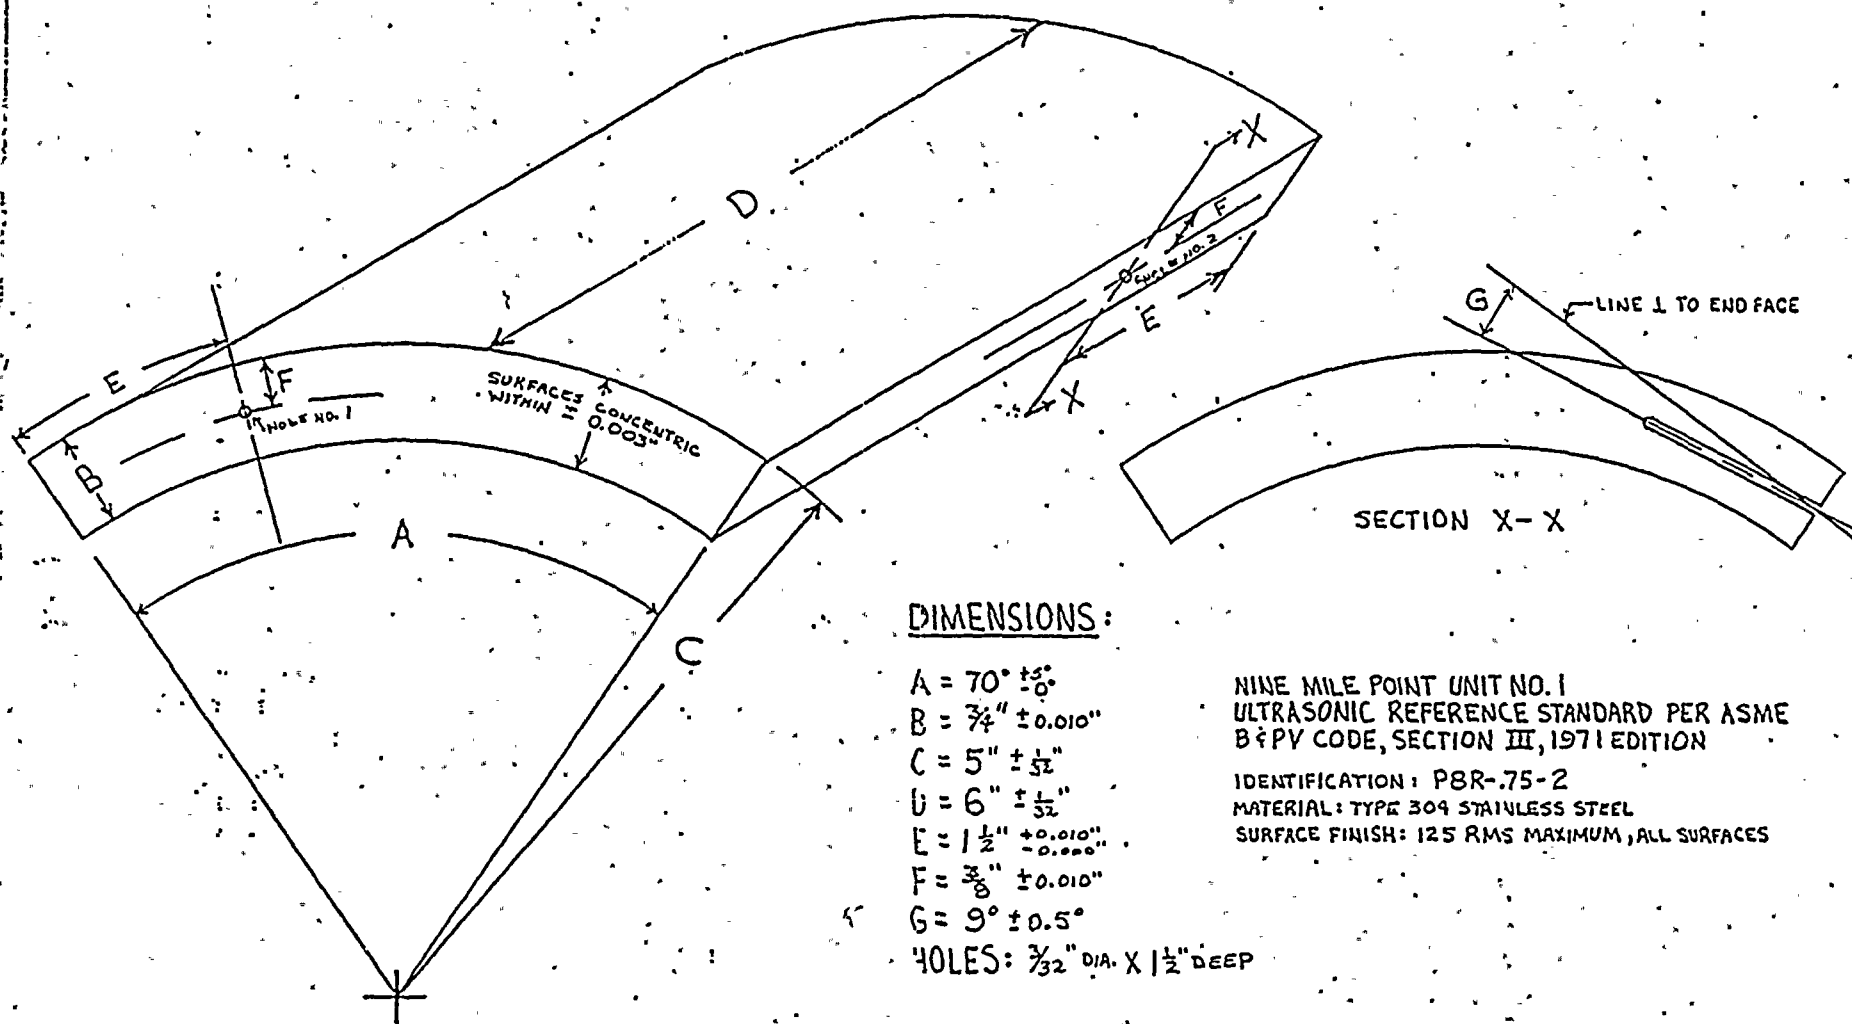 D
X
F
HOLE NO. 2
E
X
G
LINE ⊥ TO END FACE
E
F
HOLE NO. 1
SURFACES CONCENTRIC
WITHIN ± 0.003"
B
A
C
SECTION X-X
DIMENSIONS:
A = 70° +5° -0°
B = 3/4" ±0.010"
C = 5" ± 1/32"
D = 6" ± 1/32"
E = 1 1/2" +0.010" -0.000"
F = 3/8" ±0.010"
G = 9° ±0.5°
HOLES: 3/32" DIA. X 1 1/2" DEEP
NINE MILE POINT UNIT NO. 1
ULTRASONIC REFERENCE STANDARD PER ASME
B&PV CODE, SECTION III, 1971 EDITION
IDENTIFICATION: P8R-.75-2
MATERIAL: TYPE 304 STAINLESS STEEL
SURFACE FINISH: 125 RMS MAXIMUM, ALL SURFACES